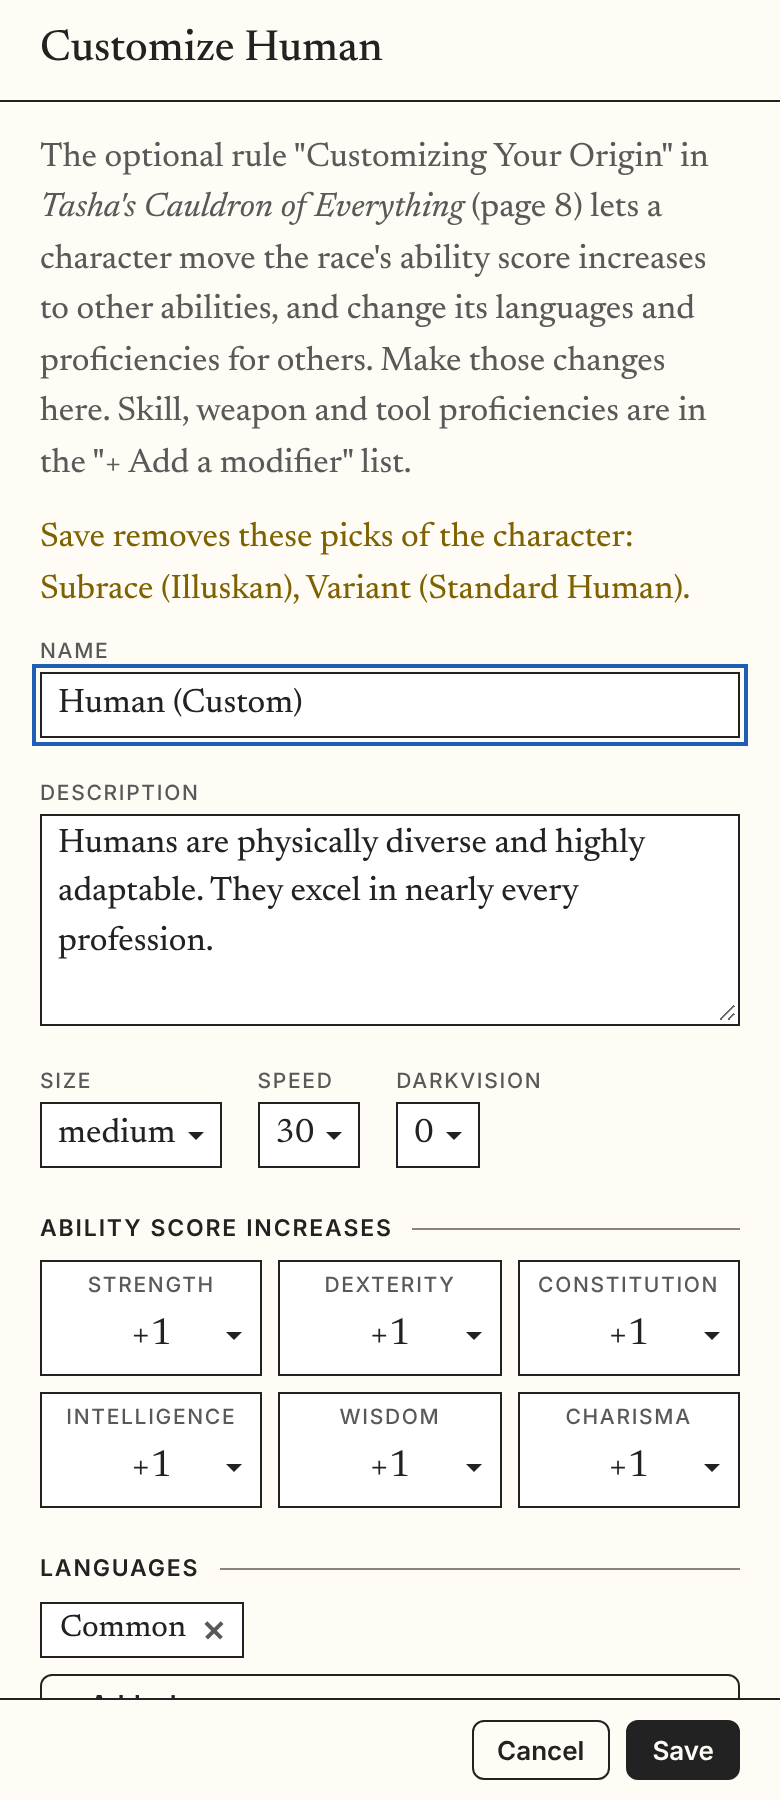 Customize Human
The optional rule "Customizing Your Origin" in
Tasha's Cauldron of Everything (page 8) lets a
character move the race's ability score increases
to other abilities, and change its languages and
proficiencies for others. Make those changes
here. Skill, weapon and tool proficiencies are in
the "+ Add a modifier" list.
Save removes these picks of the character:
Subrace (Illuskan), Variant (Standard Human).
NAME
Human (Custom)
DESCRIPTION
Humans are physically diverse and highly
adaptable. They excel in nearly every
profession.
SIZE SPEED DARKVISION
medium 30 0
ABILITY SCORE INCREASES
STRENGTH DEXTERITY CONSTITUTION
+1 +1 +1
INTELLIGENCE WISDOM CHARISMA
+1 +1 +1
LANGUAGES
Common ×
Cancel Save